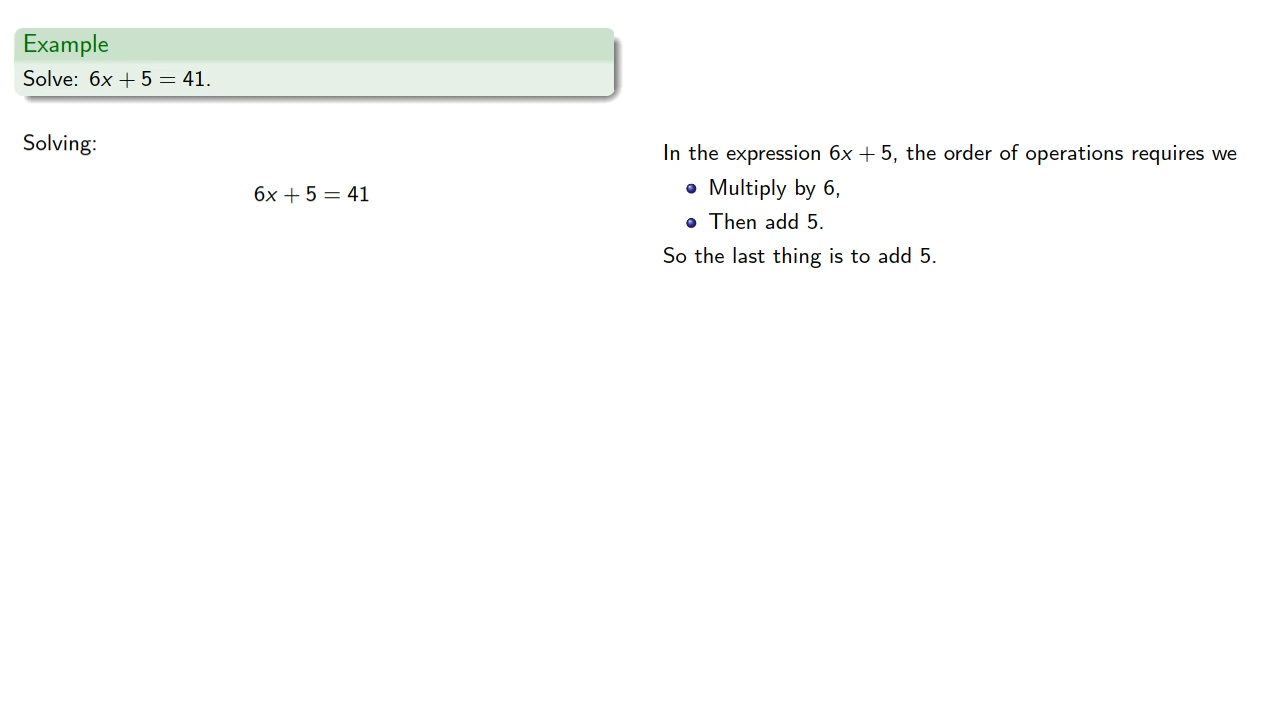 Example
Solve: 6x + 5 = 41.
Solving:
6x + 5 = 41
In the expression 6x + 5, the order of operations requires we
Multiply by 6,
Then add 5.
So the last thing is to add 5.